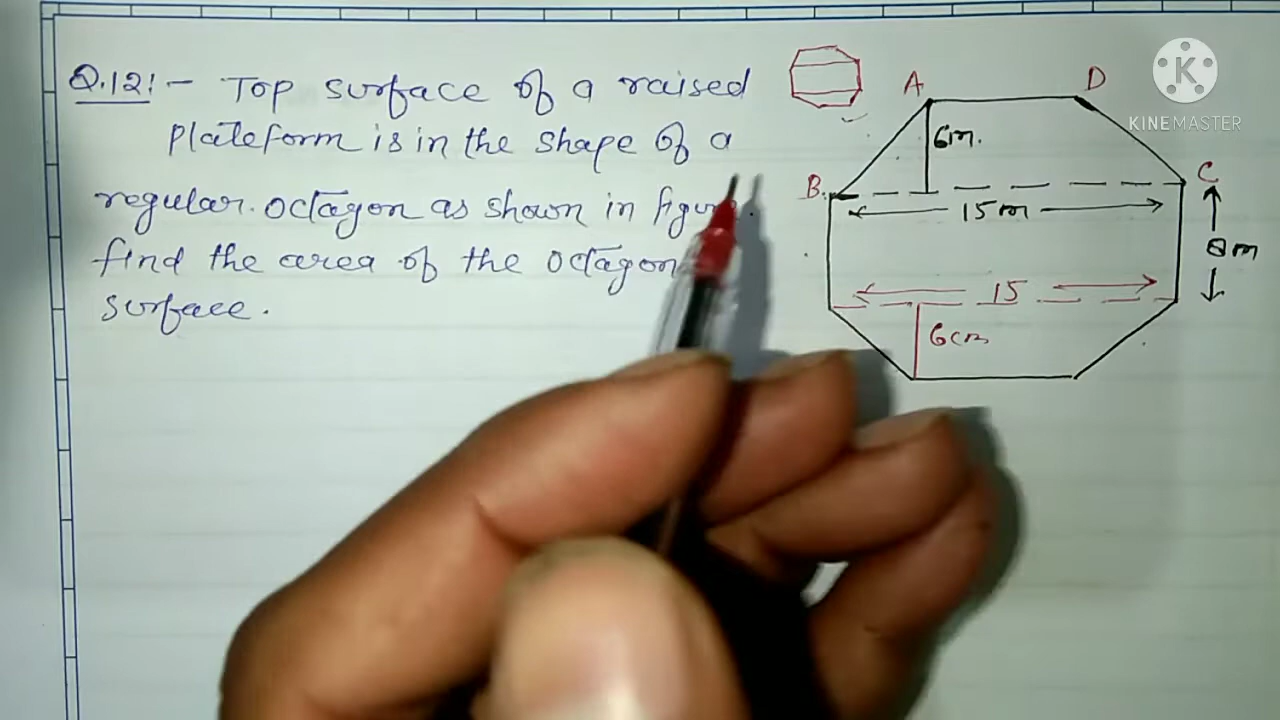 Q.12:- Top surface of a raised
plateform is in the shape of a
regular octagon as shown in figure.
find the area of the octagon
surface.
A
D
6m.
K
KINEMASTER
B.
C
15m
8m
15
6cm